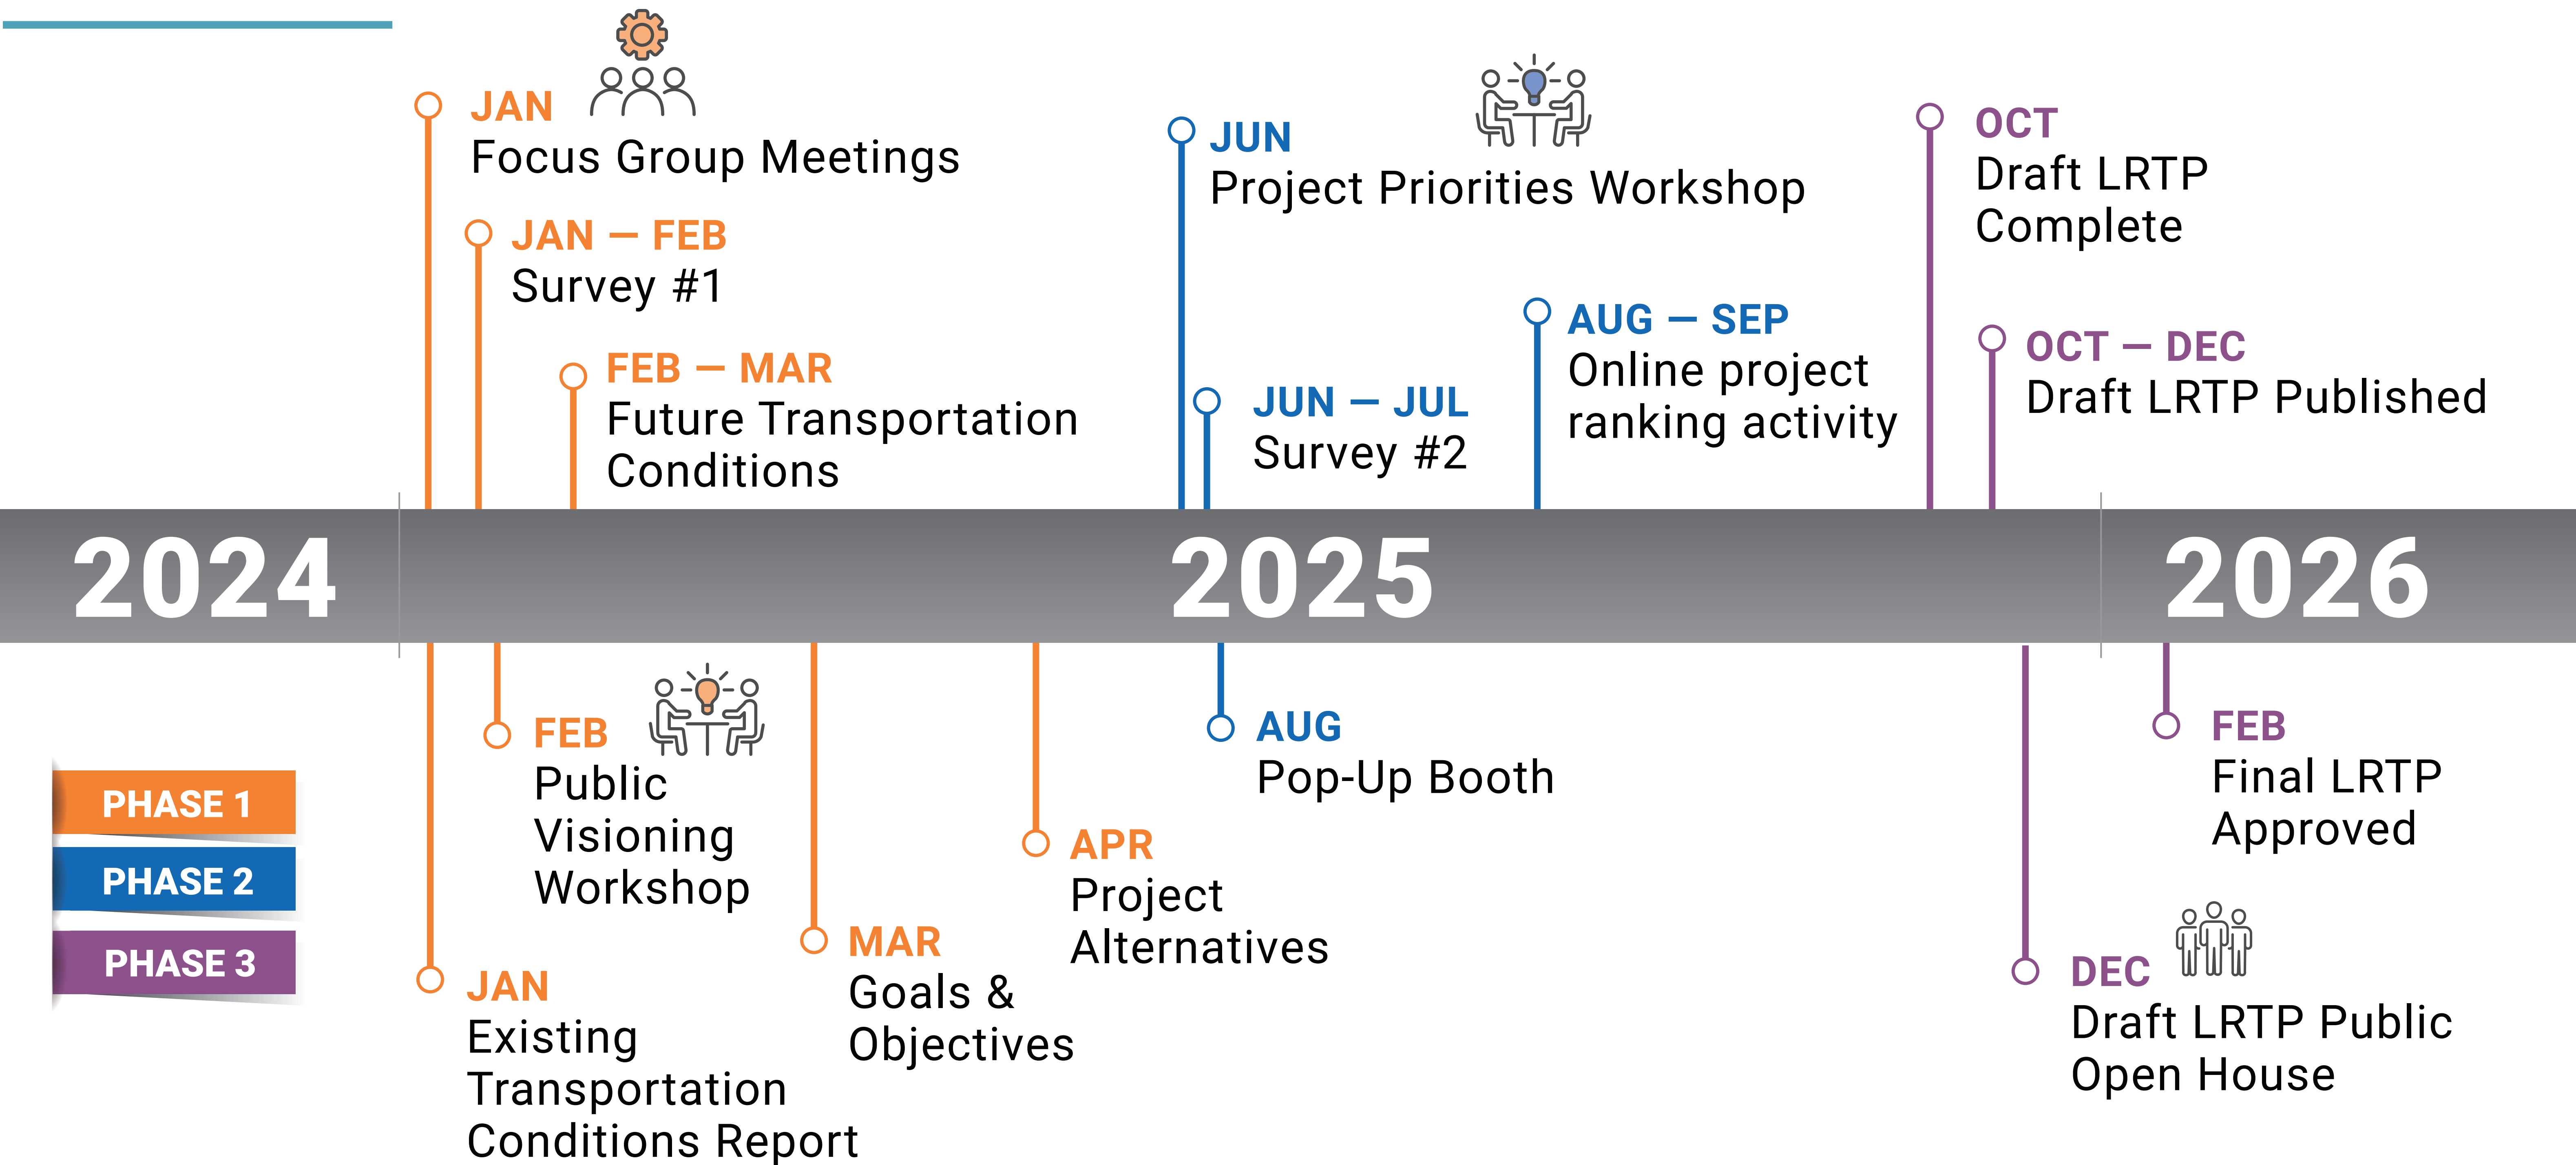 JAN
Focus Group Meetings
JAN – FEB
Survey #1
FEB – MAR
Future Transportation
Conditions
JUN
Project Priorities Workshop
JUN – JUL
Survey #2
AUG – SEP
Online project
ranking activity
OCT
Draft LRTP
Complete
OCT – DEC
Draft LRTP Published
2024
2025
2026
PHASE 1
PHASE 2
PHASE 3
JAN
Existing
Transportation
Conditions Report
FEB
Public
Visioning
Workshop
MAR
Goals &
Objectives
APR
Project
Alternatives
AUG
Pop-Up Booth
DEC
Draft LRTP Public
Open House
FEB
Final LRTP
Approved